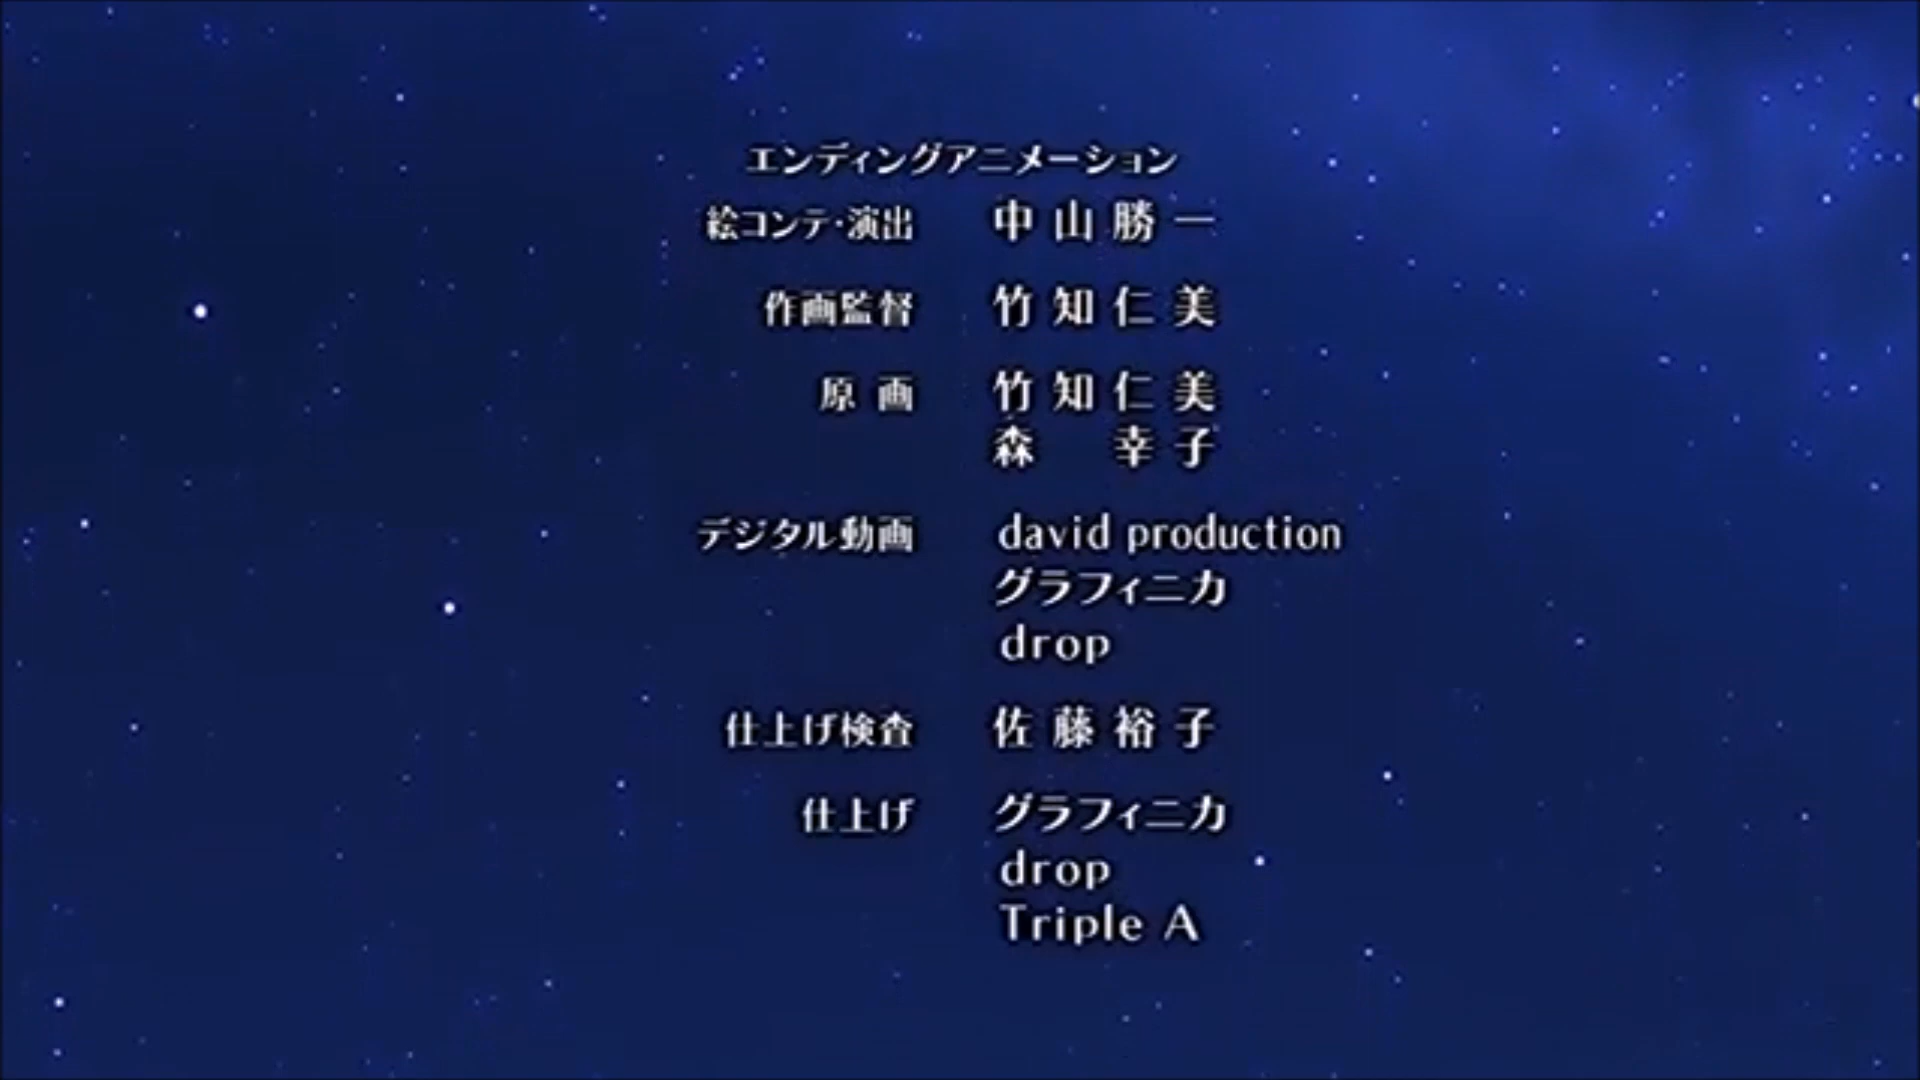 エンディングアニメーション
絵コンテ･演出 中山勝一
作画監督 竹知仁美
原画 竹知仁美
森 幸子
デジタル動画 david production
グラフィニカ
drop
仕上げ検査 佐藤裕子
仕上げ グラフィニカ
drop
Triple A